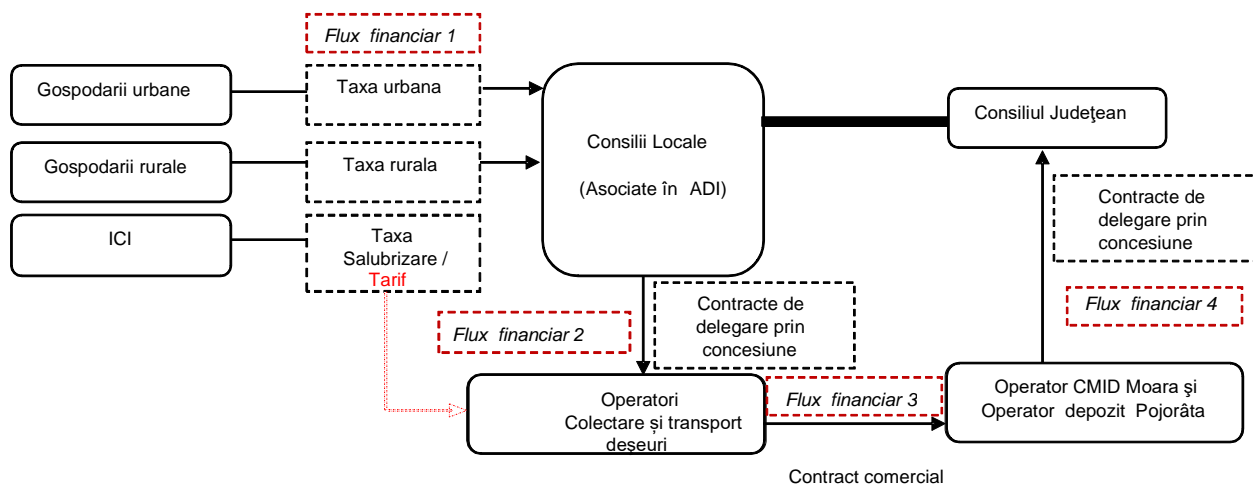 Flux financiar 1
Gospodarii urbane
Taxa urbana
Gospodarii rurale
Taxa rurala
ICI
Taxa
Salubrizare /
Tarif
Consilii Locale
(Asociate în ADI)
Consiliul Judeţean
Contracte de
delegare prin
concesiune
Flux financiar 4
Flux financiar 2
Contracte de
delegare prin
concesiune
Operatori
Colectare și transport
deșeuri
Flux financiar 3
Operator CMID Moara şi
Operator depozit Pojorâta
Contract comercial